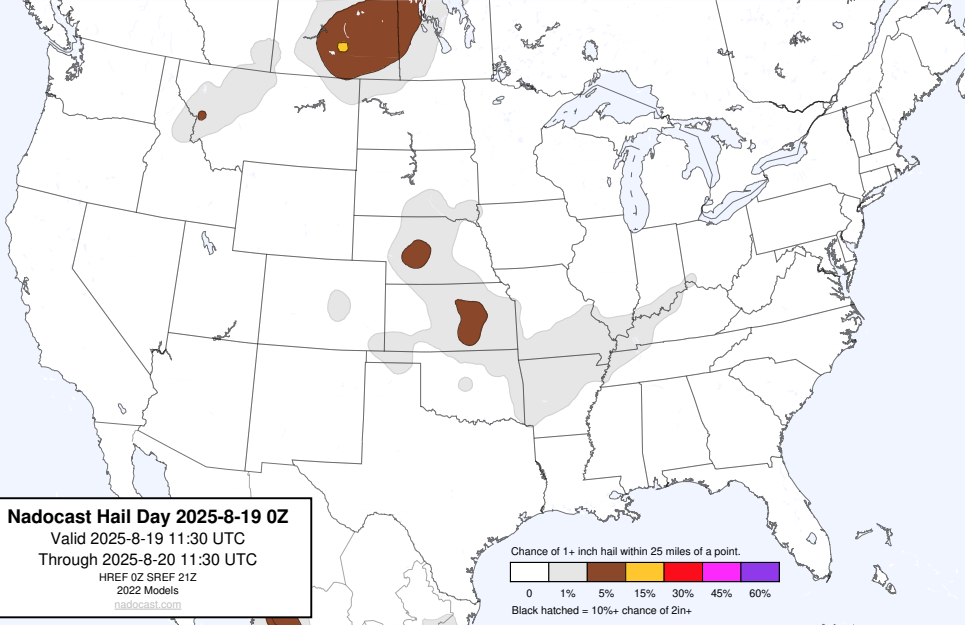 Nadocast Hail Day 2025-8-19 0Z
Valid 2025-8-19 11:30 UTC
Through 2025-8-20 11:30 UTC
HREF 0Z SREF 21Z
2022 Models
nadocast.com
Chance of 1+ inch hail within 25 miles of a point.
0 1% 5% 15% 30% 45% 60%
Black hatched = 10%+ chance of 2in+